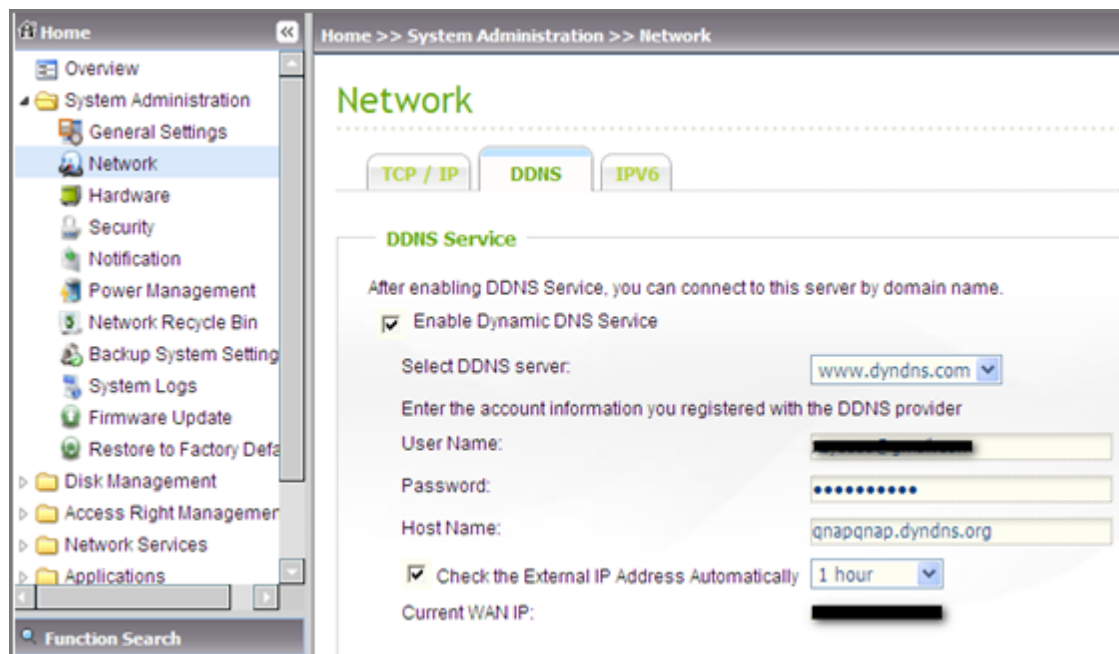 Home
Overview
System Administration
General Settings
Network
Hardware
Security
Notification
Power Management
Network Recycle Bin
Backup System Setting
System Logs
Firmware Update
Restore to Factory Defa
Disk Management
Access Right Managemer
Network Services
Applications
Function Search
Home >> System Administration >> Network
Network
TCP / IP DDNS IPV6
DDNS Service
After enabling DDNS Service, you can connect to this server by domain name.
Enable Dynamic DNS Service
Select DDNS server: www.dyndns.com
Enter the account information you registered with the DDNS provider
User Name:
Password: ••••••••••
Host Name: qnapqnap.dyndns.org
Check the External IP Address Automatically 1 hour
Current WAN IP: